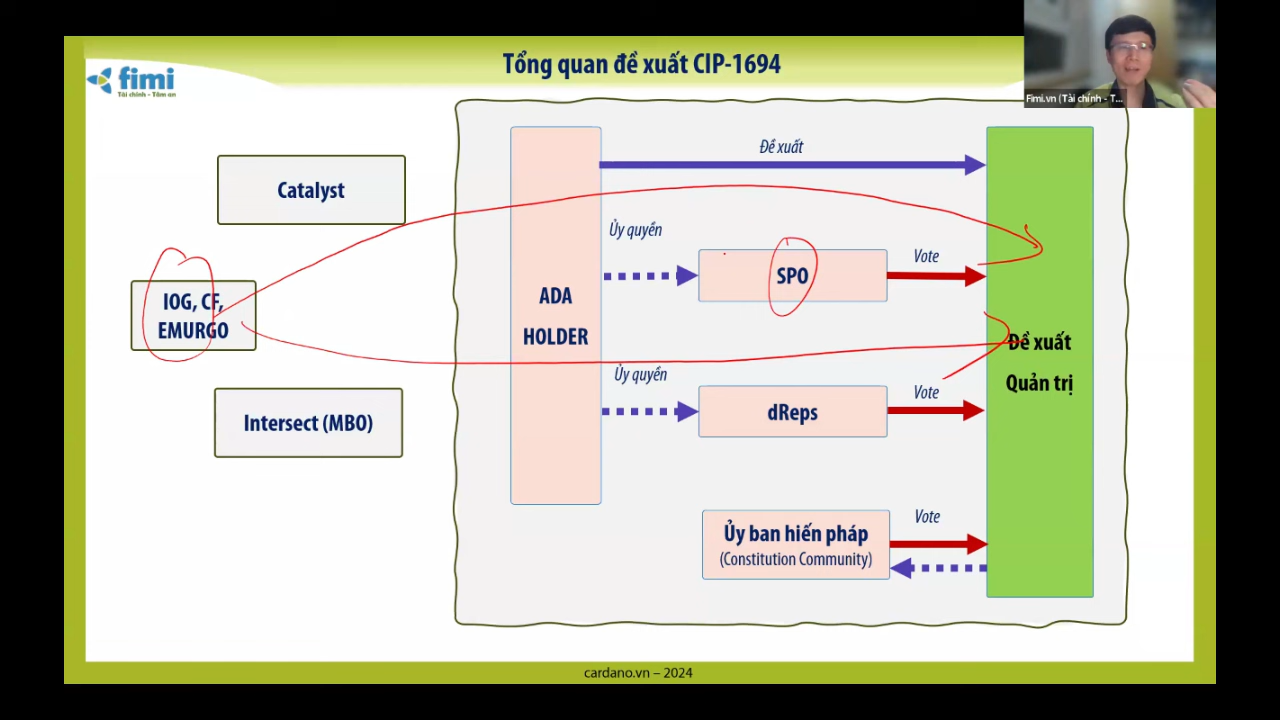 Tổng quan đề xuất CIP-1694
fimi
Tài chính - Tâm an
Fimi.vn (Tài chính - T...
Catalyst
IOG, CF,
EMURGO
Intersect (MBO)
ADA
HOLDER
Đề xuất
Ủy quyền
SPO
Vote
Ủy quyền
dReps
Vote
Ủy ban hiến pháp
(Constitution Community)
Vote
Đề xuất
Quản trị
cardano.vn – 2024